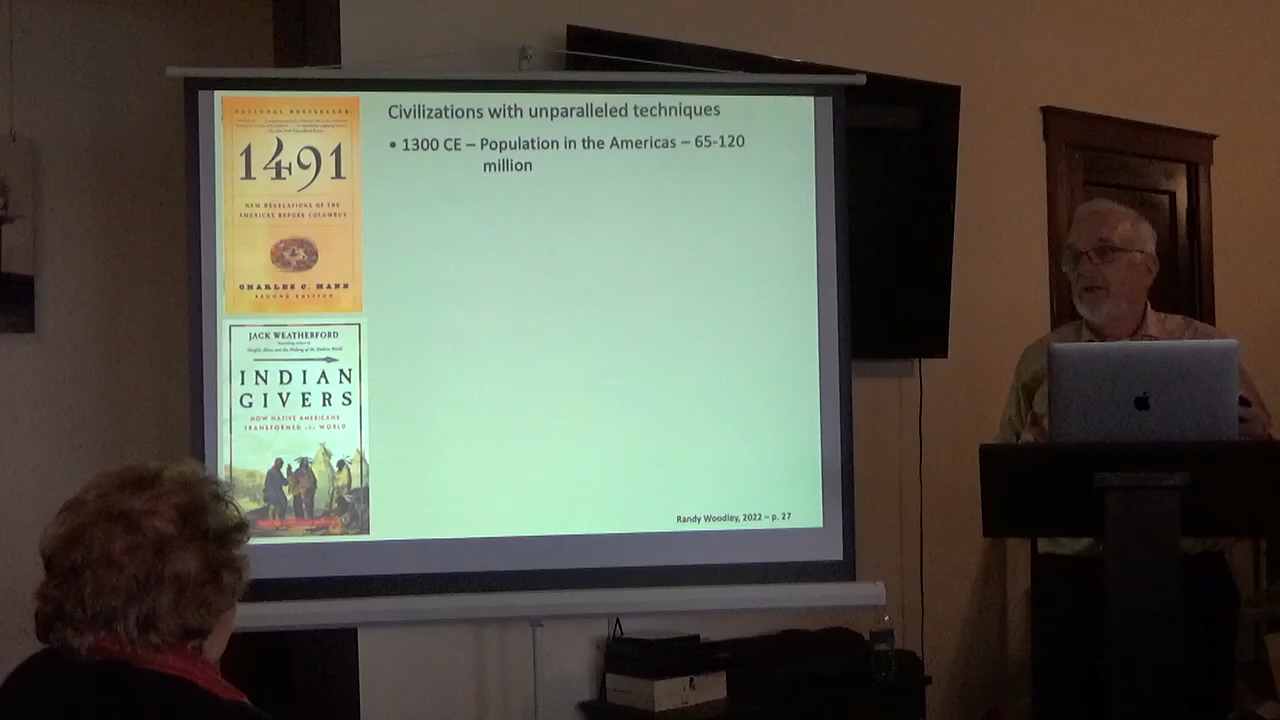 Civilizations with unparalleled techniques
• 1300 CE – Population in the Americas – 65-120
million
NATIONAL BESTSELLER
1491
NEW REVELATIONS OF THE
AMERICAS BEFORE COLUMBUS
CHARLES C. MANN
SECOND EDITION
JACK WEATHERFORD
INDIAN
GIVERS
HOW NATIVE AMERICANS
TRANSFORMED the WORLD
Randy Woodley, 2022 – p. 27